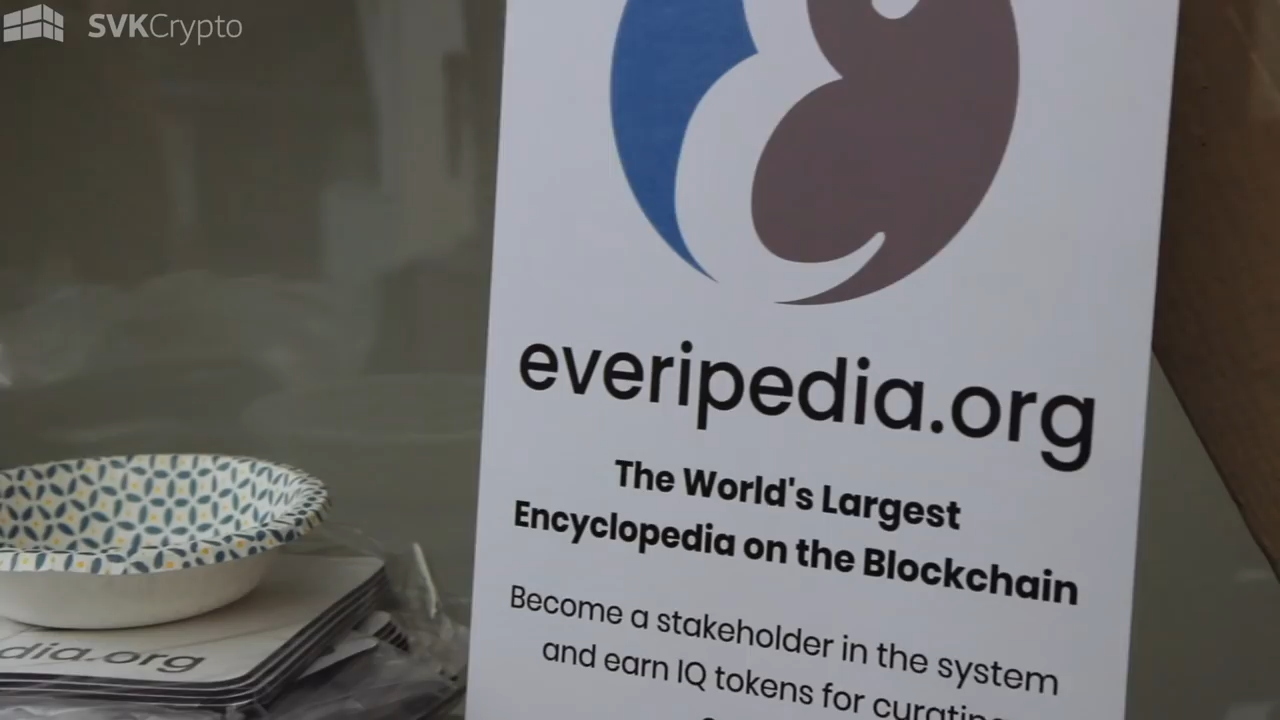 SVKCrypto
everipedia.org
The World's Largest
Encyclopedia on the Blockchain
Become a stakeholder in the system
and earn IQ tokens for curating
dia.org